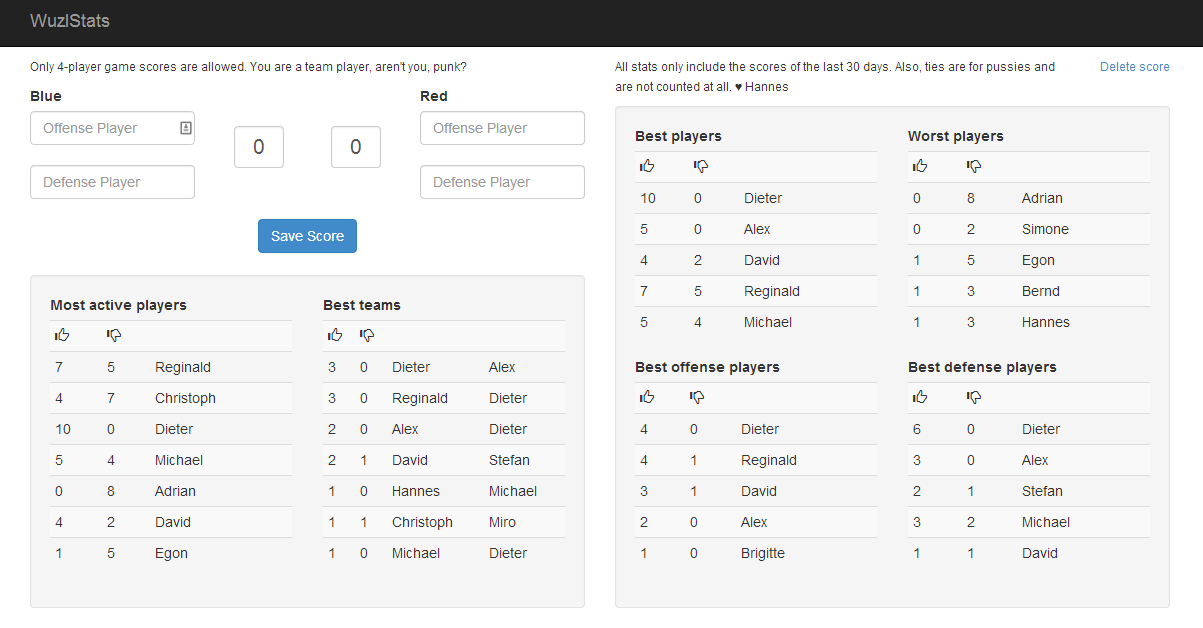 WuzlStats
Only 4-player game scores are allowed. You are a team player, aren't you, punk?
Blue
Red
Offense Player
0
0
Offense Player
Defense Player
Defense Player
Save Score
Most active players
7 5 Reginald
4 7 Christoph
10 0 Dieter
5 4 Michael
0 8 Adrian
4 2 David
1 5 Egon
Best teams
3 0 Dieter Alex
3 0 Reginald Dieter
2 0 Alex Dieter
2 1 David Stefan
1 0 Hannes Michael
1 1 Christoph Miro
1 0 Michael Dieter
All stats only include the scores of the last 30 days. Also, ties are for pussies and
are not counted at all. ♥ Hannes
Delete score
Best players
10 0 Dieter
5 0 Alex
4 2 David
7 5 Reginald
5 4 Michael
Worst players
0 8 Adrian
0 2 Simone
1 5 Egon
1 3 Bernd
1 3 Hannes
Best offense players
4 0 Dieter
4 1 Reginald
3 1 David
2 0 Alex
1 0 Brigitte
Best defense players
6 0 Dieter
3 0 Alex
2 1 Stefan
3 2 Michael
1 1 David